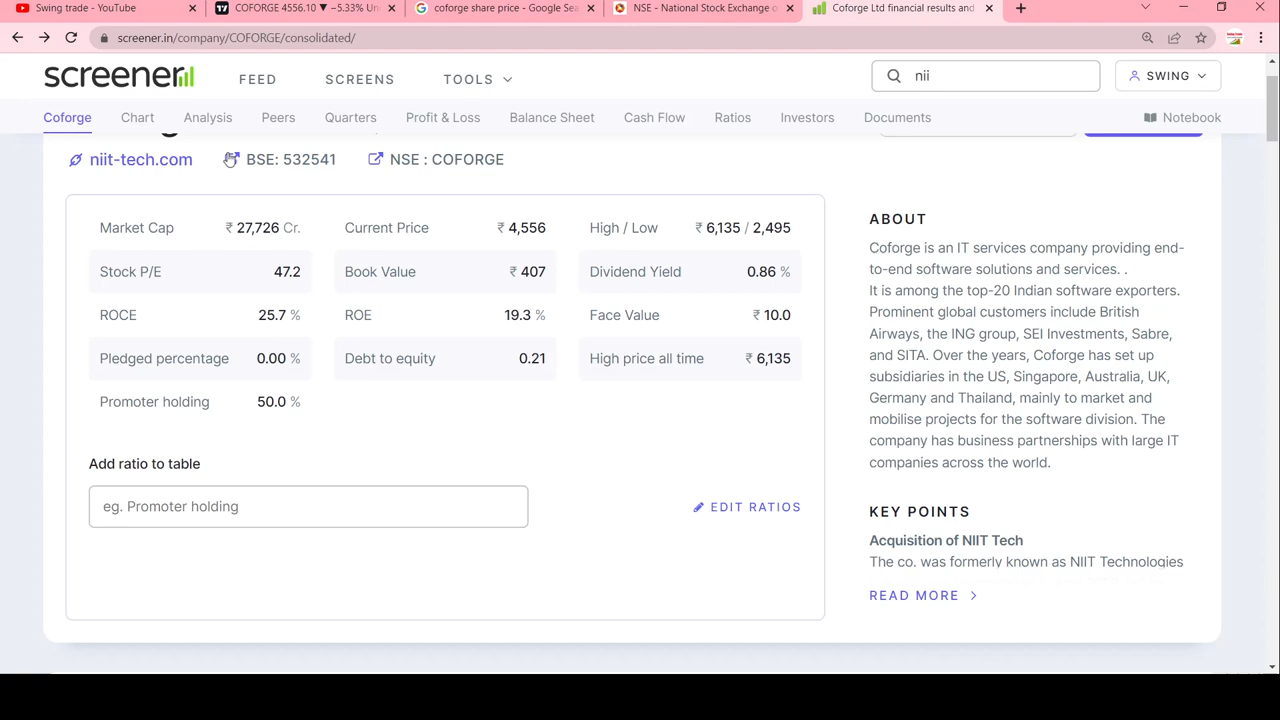 Swing trade - YouTube
COFORGE 4556.10 ▼ −5.33% Un
coforge share price - Google Sea
NSE - National Stock Exchange o
Coforge Ltd financial results and
screener.in/company/COFORGE/consolidated/
screener
FEED
SCREENS
TOOLS
nii
SWING
Coforge
Chart
Analysis
Peers
Quarters
Profit & Loss
Balance Sheet
Cash Flow
Ratios
Investors
Documents
Notebook
niit-tech.com
BSE: 532541
NSE : COFORGE
Market Cap ₹ 27,726 Cr.
Current Price ₹ 4,556
High / Low ₹ 6,135 / 2,495
Stock P/E 47.2
Book Value ₹ 407
Dividend Yield 0.86 %
ROCE 25.7 %
ROE 19.3 %
Face Value ₹ 10.0
Pledged percentage 0.00 %
Debt to equity 0.21
High price all time ₹ 6,135
Promoter holding 50.0 %
Add ratio to table
eg. Promoter holding
EDIT RATIOS
ABOUT
Coforge is an IT services company providing end-
to-end software solutions and services. .
It is among the top-20 Indian software exporters.
Prominent global customers include British
Airways, the ING group, SEI Investments, Sabre,
and SITA. Over the years, Coforge has set up
subsidiaries in the US, Singapore, Australia, UK,
Germany and Thailand, mainly to market and
mobilise projects for the software division. The
company has business partnerships with large IT
companies across the world.
KEY POINTS
Acquisition of NIIT Tech
The co. was formerly known as NIIT Technologies
READ MORE